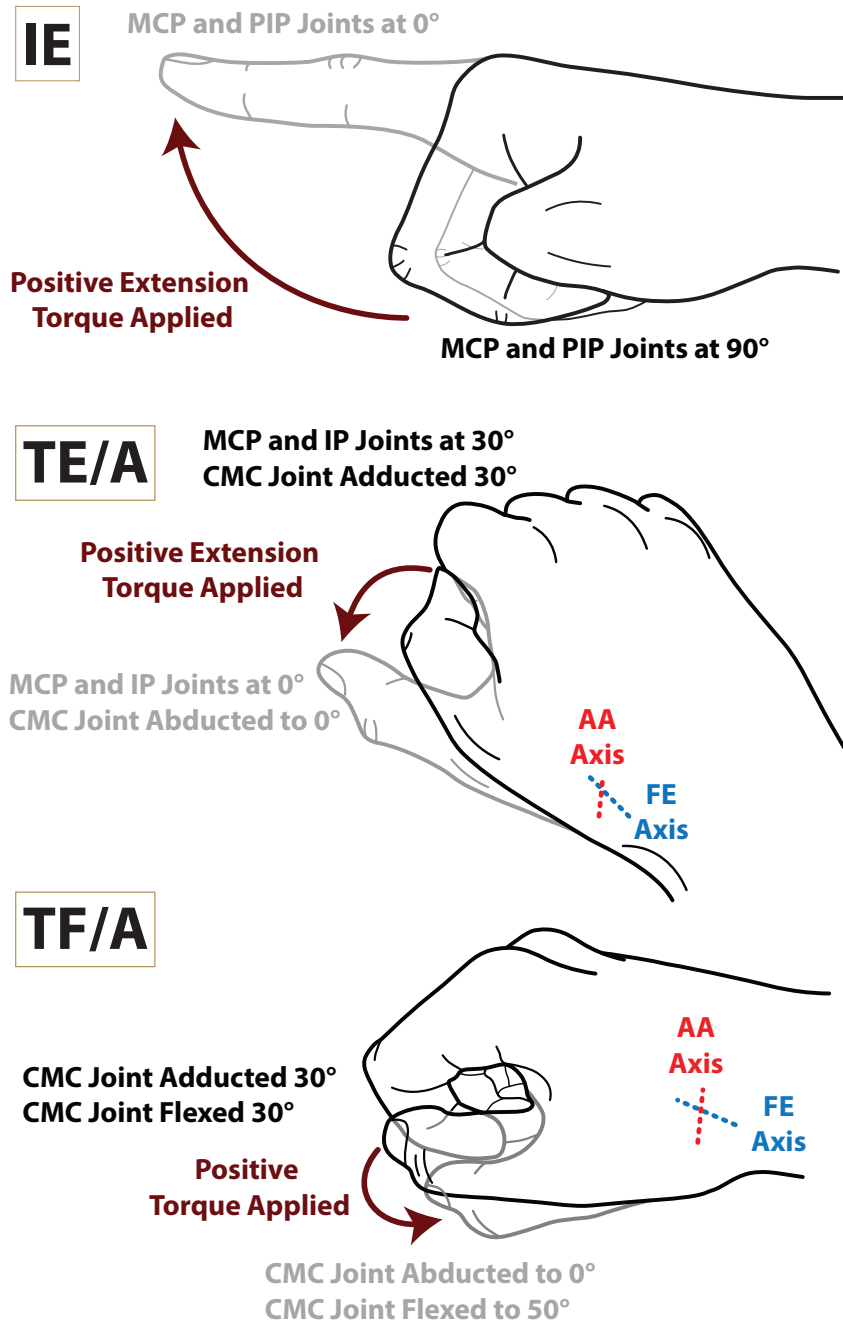 IE
MCP and PIP Joints at 0°
Positive Extension
Torque Applied
MCP and PIP Joints at 90°
TE/A
MCP and IP Joints at 30°
CMC Joint Adducted 30°
Positive Extension
Torque Applied
MCP and IP Joints at 0°
CMC Joint Abducted to 0°
AA
Axis
FE
Axis
TF/A
AA
Axis
FE
Axis
CMC Joint Adducted 30°
CMC Joint Flexed 30°
Positive
Torque Applied
CMC Joint Abducted to 0°
CMC Joint Flexed to 50°